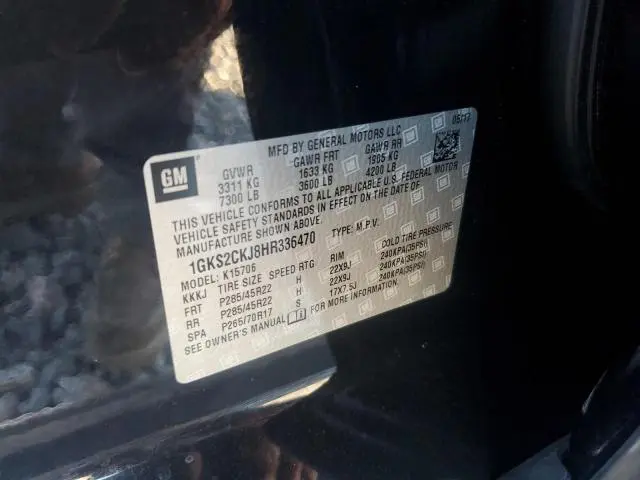 GM
MFD BY GENERAL MOTORS LLC
05/17
GVWR GAWR FRT GAWR RR
3311 KG 1633 KG 1905 KG
7300 LB 3600 LB 4200 LB
THIS VEHICLE CONFORMS TO ALL APPLICABLE U.S. FEDERAL MOTOR
VEHICLE SAFETY STANDARDS IN EFFECT ON THE DATE OF
MANUFACTURE SHOWN ABOVE.
1GKS2CKJ8HR336470 TYPE: M.P.V.
MODEL: K15706
KKKJ TIRE SIZE SPEED RTG RIM COLD TIRE PRESSURE
FRT P285/45R22 H 22X9J 240KPA(35PSI)
RR P285/45R22 H 22X9J 240KPA(35PSI)
SPA P265/70R17 S 17X7.5J 240KPA(35PSI)
SEE OWNER'S MANUAL FOR MORE INFORMATION.